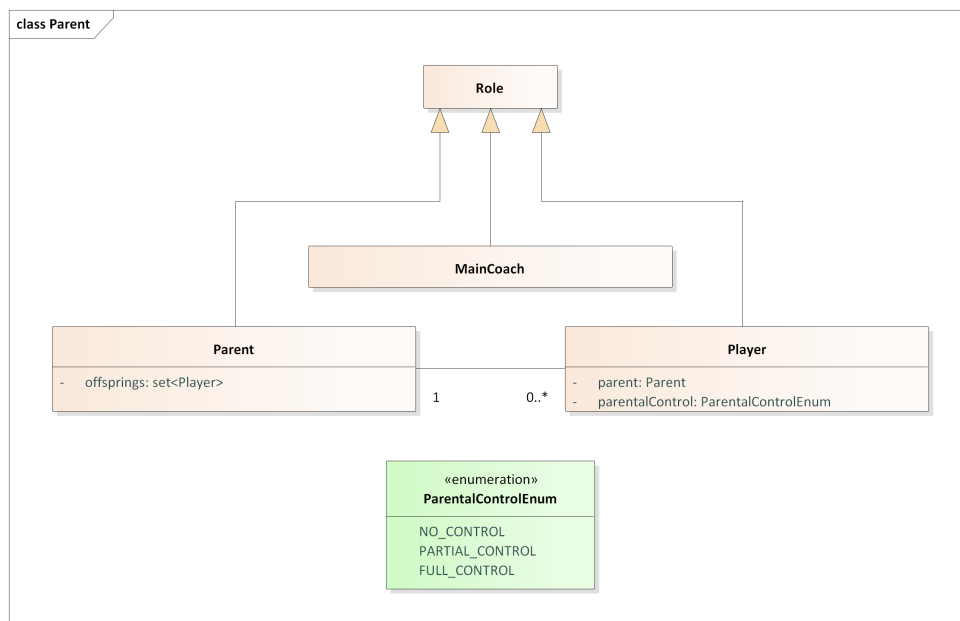 class Parent
Role
MainCoach
Parent
- offsprings: set<Player>
Player
- parent: Parent
- parentalControl: ParentalControlEnum
1
0..*
«enumeration»
ParentalControlEnum
NO_CONTROL
PARTIAL_CONTROL
FULL_CONTROL